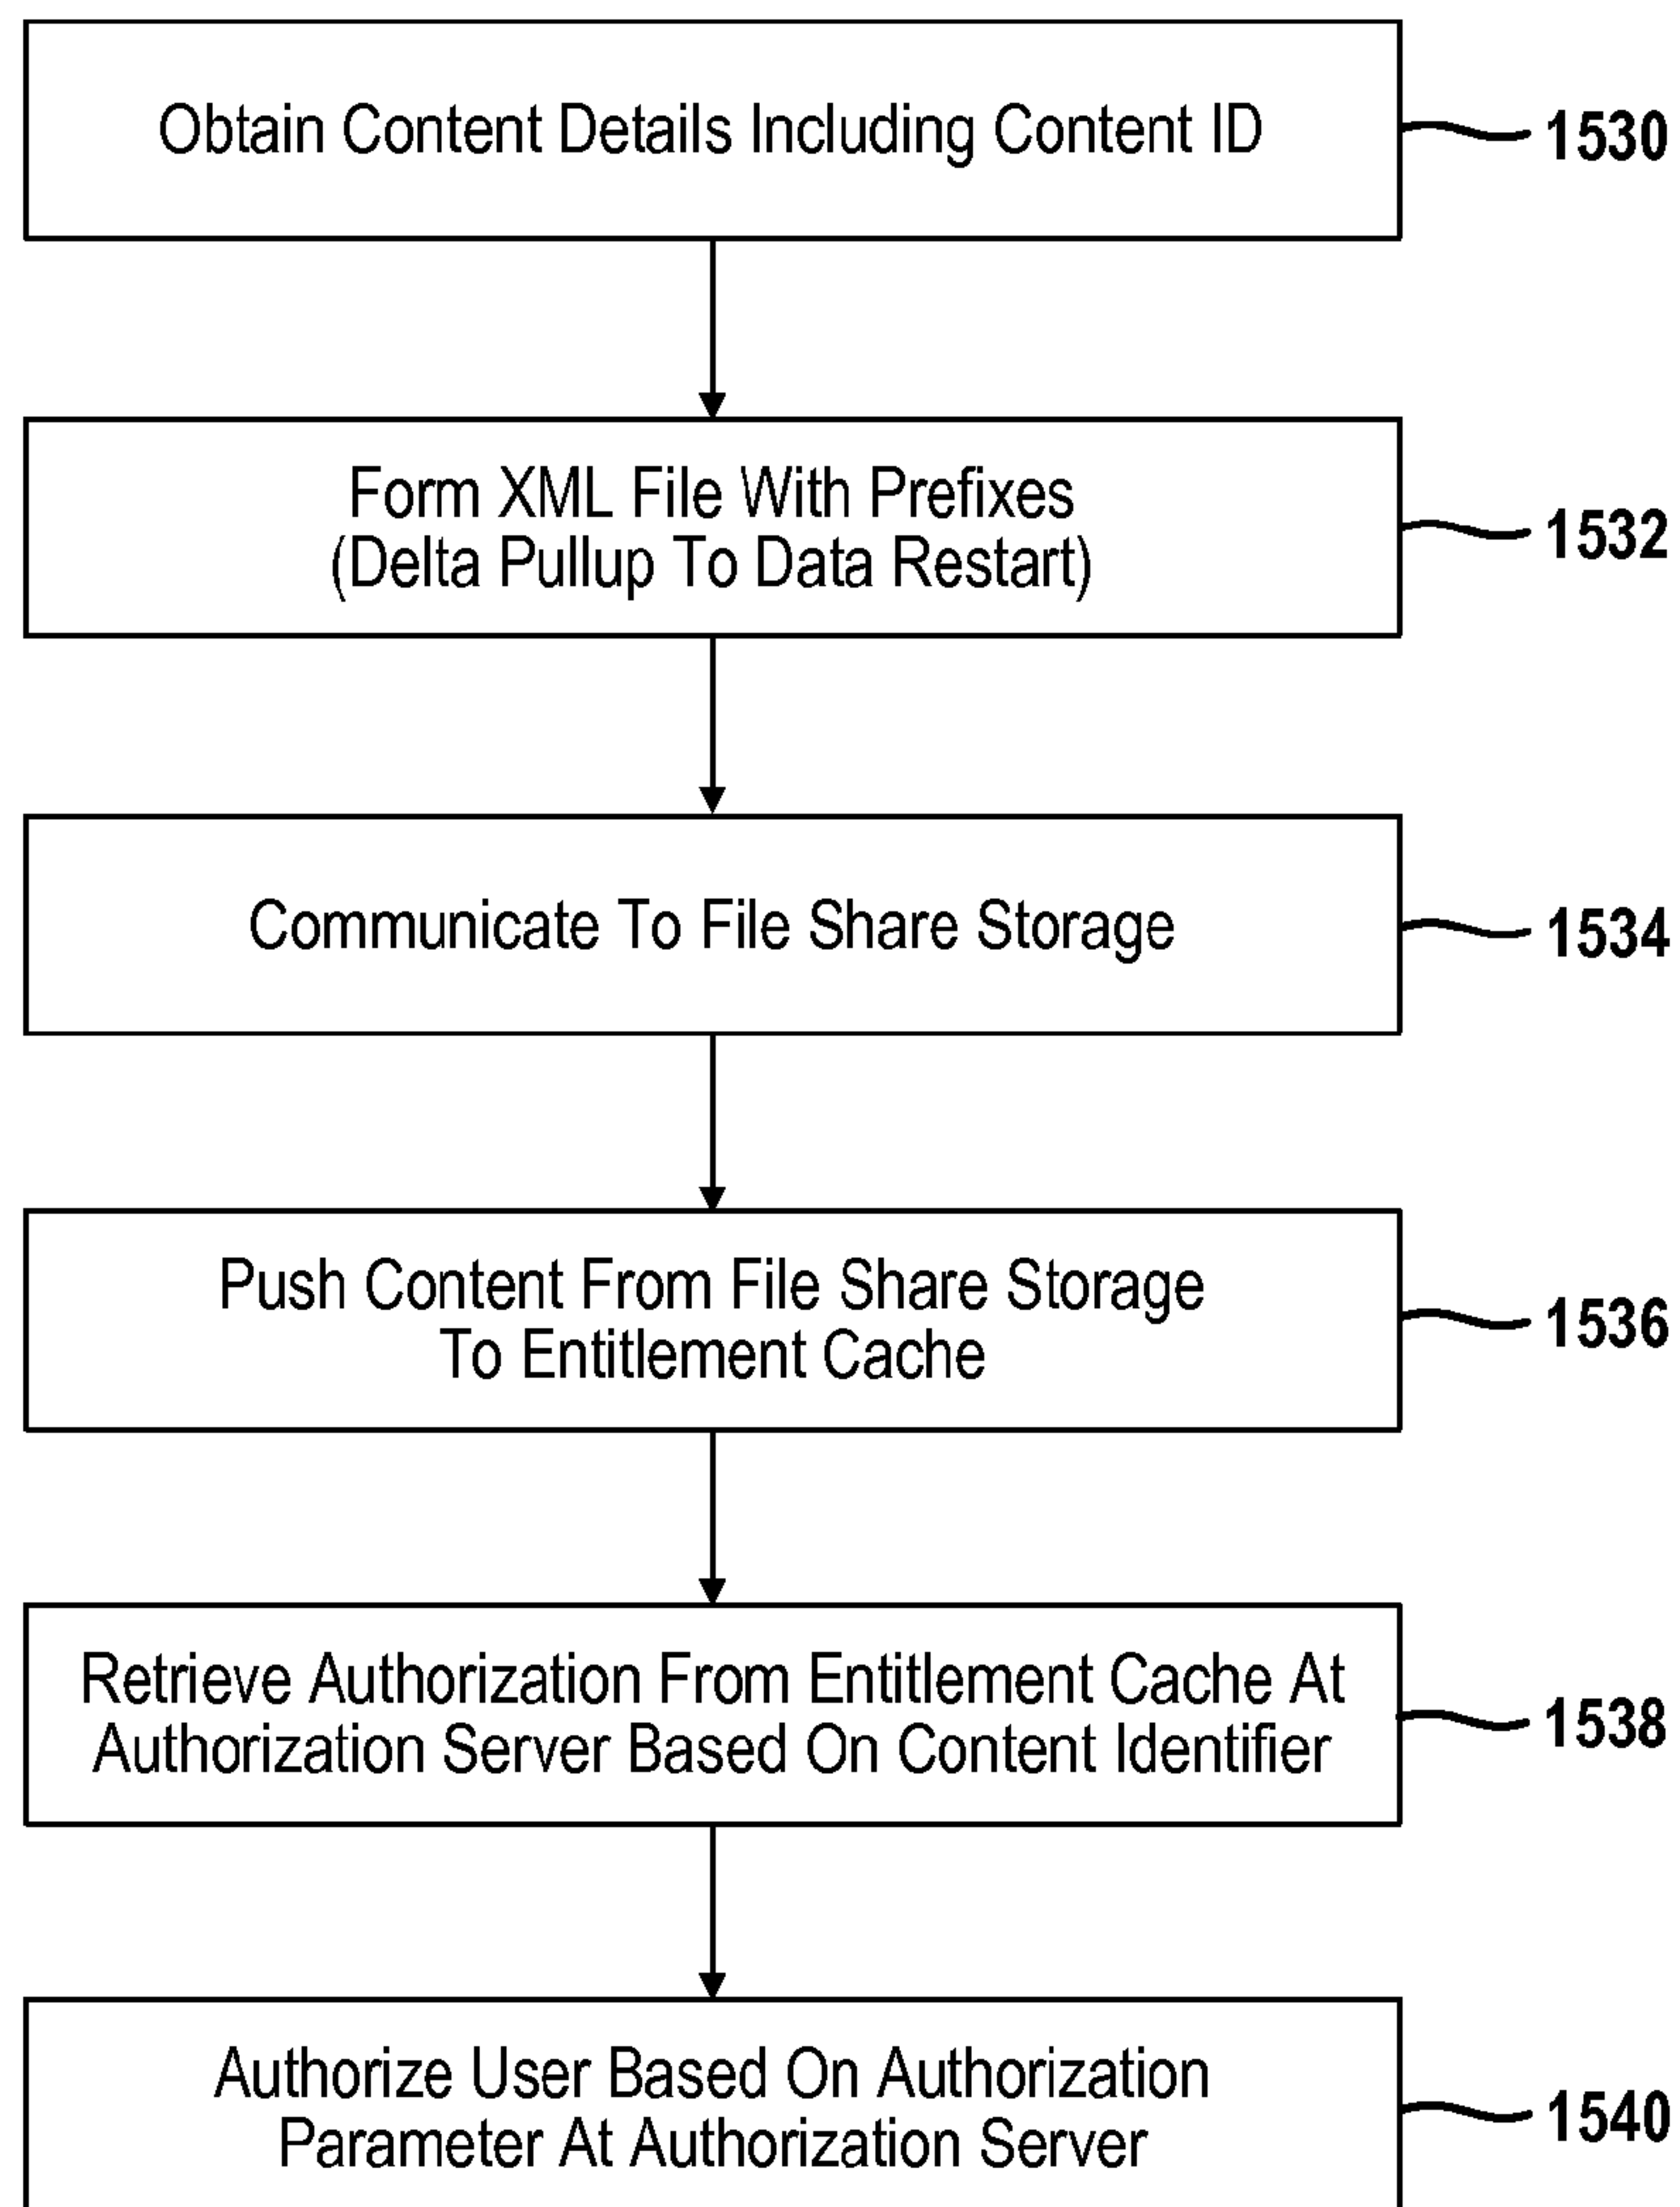 Obtain Content Details Including Content ID
1530
Form XML File With Prefixes
(Delta Pullup To Data Restart)
1532
Communicate To File Share Storage
1534
Push Content From File Share Storage
To Entitlement Cache
1536
Retrieve Authorization From Entitlement Cache At
Authorization Server Based On Content Identifier
1538
Authorize User Based On Authorization
Parameter At Authorization Server
1540